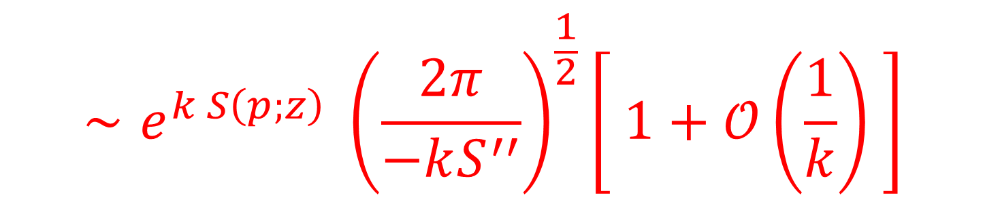 ∼ e^{k S(p;z)} (2π / −kS′′)^{1/2} [ 1 + 𝒪(1/k) ]